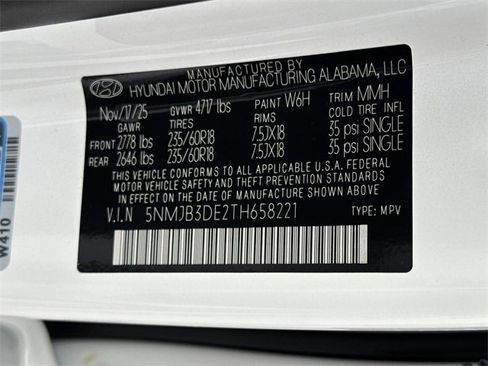 MANUFACTURED BY
HYUNDAI MOTOR MANUFACTURING ALABAMA, LLC
Nov/17/25 GVWR 4717 lbs PAINT W6H TRIM MMH
GAWR TIRES RIMS COLD TIRE INFL
FRONT 2778 lbs 235/60R18 7.5JX18 35 psi SINGLE
REAR 2646 lbs 235/60R18 7.5JX18 35 psi SINGLE
THIS VEHICLE CONFORMS TO ALL APPLICABLE U.S.A. FEDERAL
MOTOR VEHICLE SAFETY AND THEFT PREVENTION STANDARDS IN
EFFECT ON THE DATE OF MANUFACTURE SHOWN ABOVE.
V.I.N 5NMJB3DE2TH658221 TYPE: MPV
W410